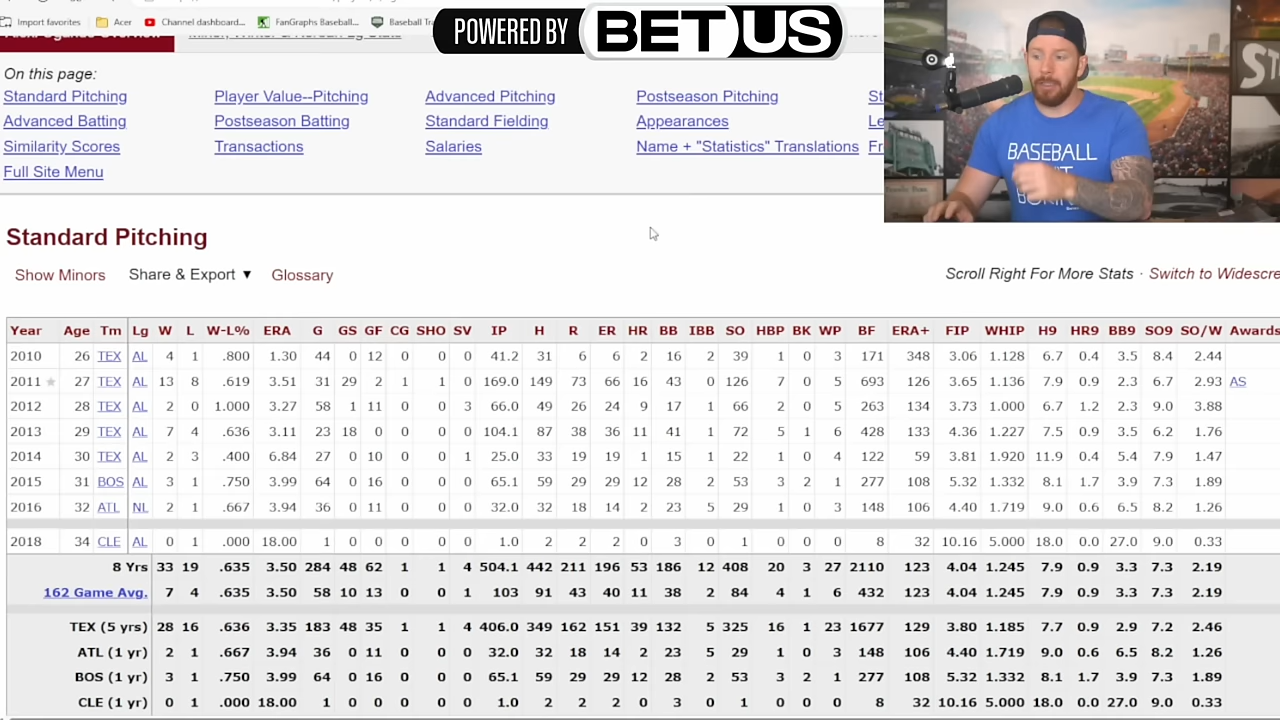 Import favorites Acer Channel dashboard... FanGraphs Baseball... Baseball
POWERED BY BETUS
On this page:
Standard Pitching Player Value--Pitching Advanced Pitching Postseason Pitching St
Advanced Batting Postseason Batting Standard Fielding Appearances Le
Similarity Scores Transactions Salaries Name + "Statistics" Translations Fr
Full Site Menu
BASEBALL
Standard Pitching
Show Minors Share & Export ▼ Glossary Scroll Right For More Stats · Switch to Widescre
Year Age Tm Lg W L W-L% ERA G GS GF CG SHO SV IP H R ER HR BB IBB SO HBP BK WP BF ERA+ FIP WHIP H9 HR9 BB9 SO9 SO/W Awards
2010 26 TEX AL 4 1 .800 1.30 44 0 12 0 0 0 41.2 31 6 6 2 16 2 39 1 0 3 171 348 3.06 1.128 6.7 0.4 3.5 8.4 2.44
2011 ★ 27 TEX AL 13 8 .619 3.51 31 29 2 1 1 0 169.0 149 73 66 16 43 0 126 7 0 5 693 126 3.65 1.136 7.9 0.9 2.3 6.7 2.93 AS
2012 28 TEX AL 2 0 1.000 3.27 58 1 11 0 0 3 66.0 49 26 24 9 17 1 66 2 0 5 263 134 3.73 1.000 6.7 1.2 2.3 9.0 3.88
2013 29 TEX AL 7 4 .636 3.11 23 18 0 0 0 0 104.1 87 38 36 11 41 1 72 5 1 6 428 133 4.36 1.227 7.5 0.9 3.5 6.2 1.76
2014 30 TEX AL 2 3 .400 6.84 27 0 10 0 0 1 25.0 33 19 19 1 15 1 22 1 0 4 122 59 3.81 1.920 11.9 0.4 5.4 7.9 1.47
2015 31 BOS AL 3 1 .750 3.99 64 0 16 0 0 0 65.1 59 29 29 12 28 2 53 3 2 1 277 108 5.32 1.332 8.1 1.7 3.9 7.3 1.89
2016 32 ATL NL 2 1 .667 3.94 36 0 11 0 0 0 32.0 32 18 14 2 23 5 29 1 0 3 148 106 4.40 1.719 9.0 0.6 6.5 8.2 1.26
2018 34 CLE AL 0 1 .000 18.00 1 0 0 0 0 0 1.0 2 2 2 0 3 0 1 0 0 0 8 32 10.16 5.000 18.0 0.0 27.0 9.0 0.33
8 Yrs 33 19 .635 3.50 284 48 62 1 1 4 504.1 442 211 196 53 186 12 408 20 3 27 2110 123 4.04 1.245 7.9 0.9 3.3 7.3 2.19
162 Game Avg. 7 4 .635 3.50 58 10 13 0 0 1 103 91 43 40 11 38 2 84 4 1 6 432 123 4.04 1.245 7.9 0.9 3.3 7.3 2.19
TEX (5 yrs) 28 16 .636 3.35 183 48 35 1 1 4 406.0 349 162 151 39 132 5 325 16 1 23 1677 129 3.80 1.185 7.7 0.9 2.9 7.2 2.46
ATL (1 yr) 2 1 .667 3.94 36 0 11 0 0 0 32.0 32 18 14 2 23 5 29 1 0 3 148 106 4.40 1.719 9.0 0.6 6.5 8.2 1.26
BOS (1 yr) 3 1 .750 3.99 64 0 16 0 0 0 65.1 59 29 29 12 28 2 53 3 2 1 277 108 5.32 1.332 8.1 1.7 3.9 7.3 1.89
CLE (1 yr) 0 1 .000 18.00 1 0 0 0 0 0 1.0 2 2 2 0 3 0 1 0 0 0 8 32 10.16 5.000 18.0 0.0 27.0 9.0 0.33